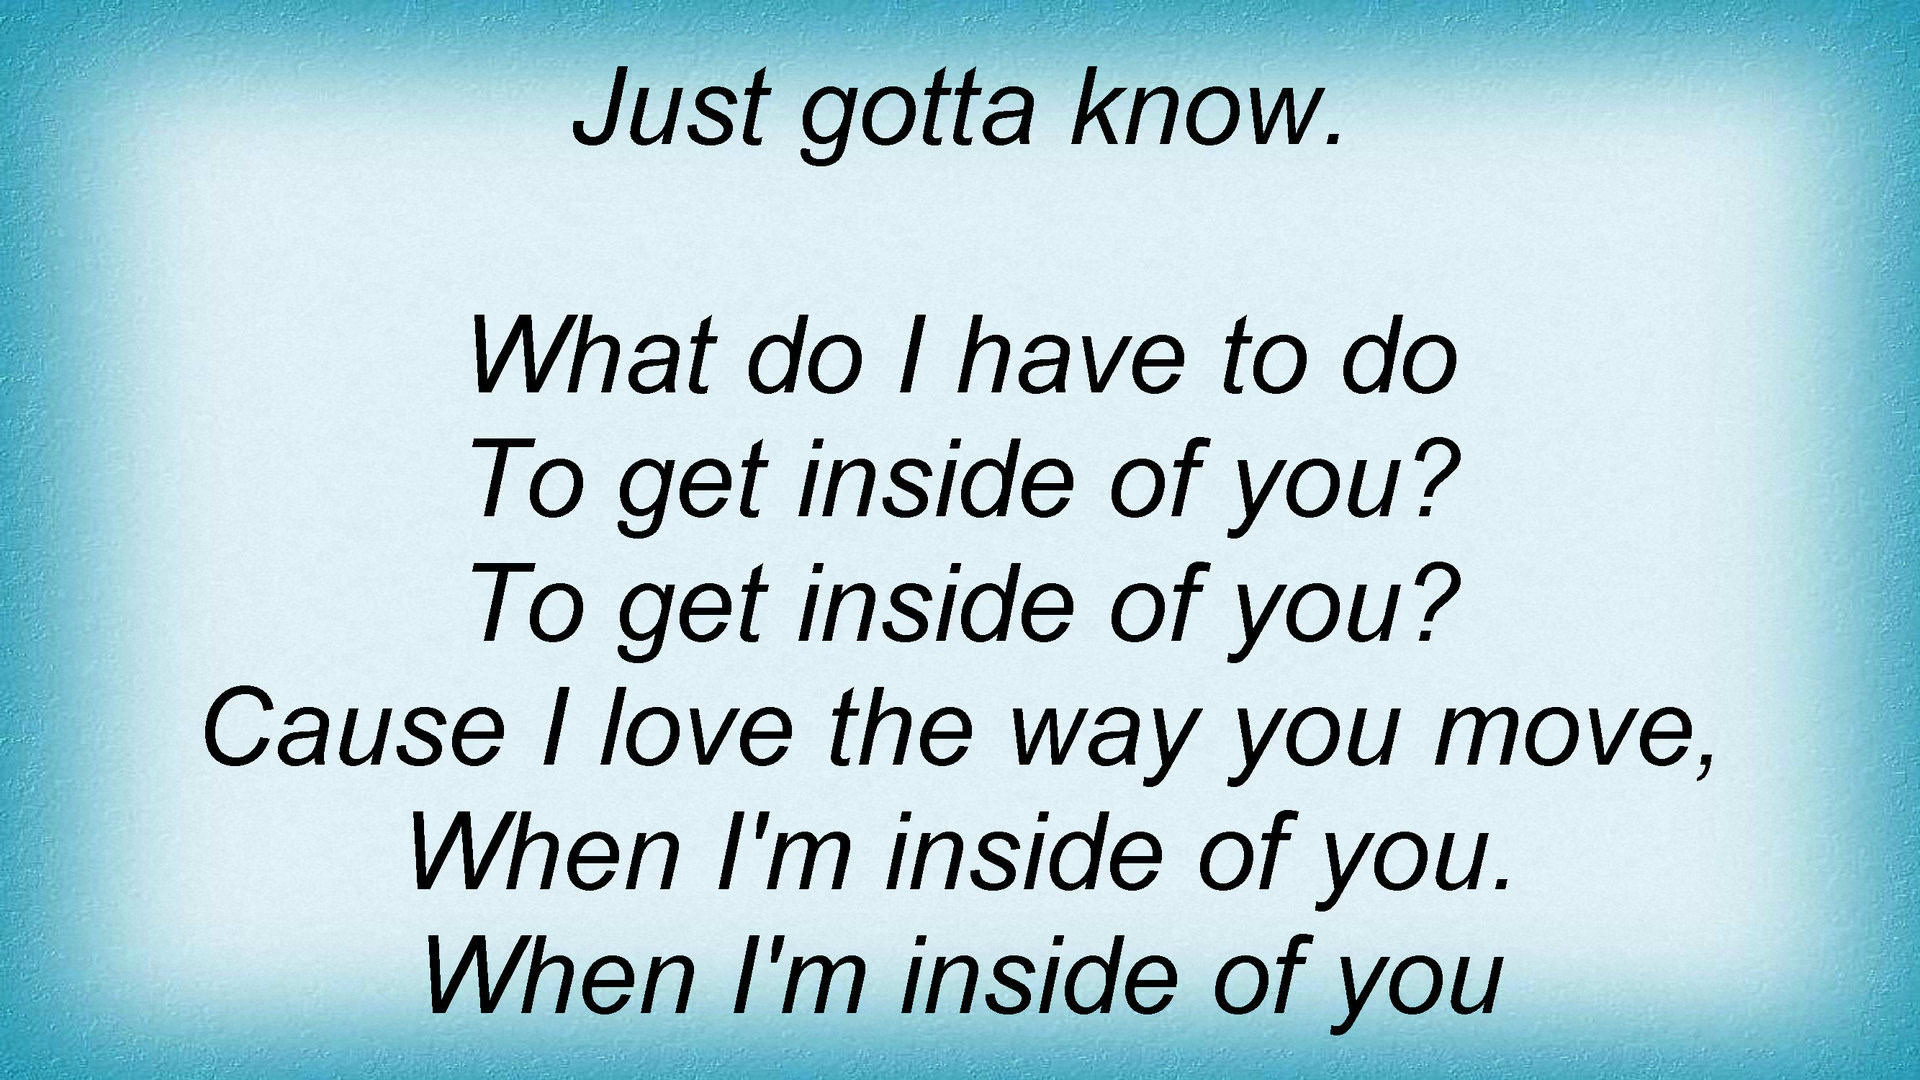 Just gotta know.
What do I have to do
To get inside of you?
To get inside of you?
Cause I love the way you move,
When I'm inside of you.
When I'm inside of you